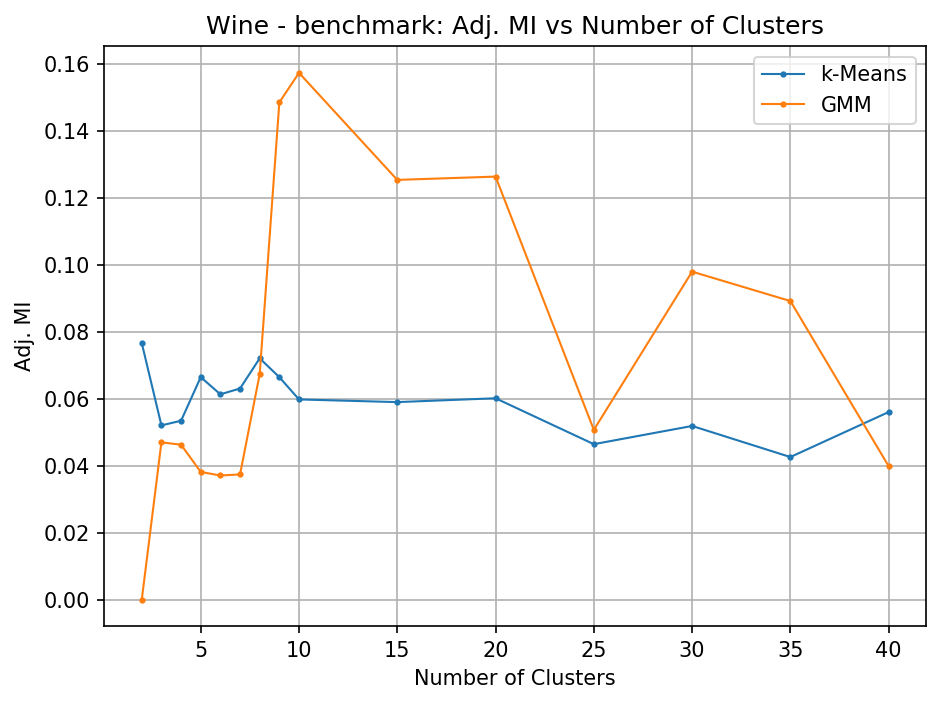 Wine - benchmark: Adj. MI vs Number of Clusters
k-Means
GMM
Adj. MI
0.16
0.14
0.12
0.10
0.08
0.06
0.04
0.02
0.00
5 10 15 20 25 30 35 40
Number of Clusters